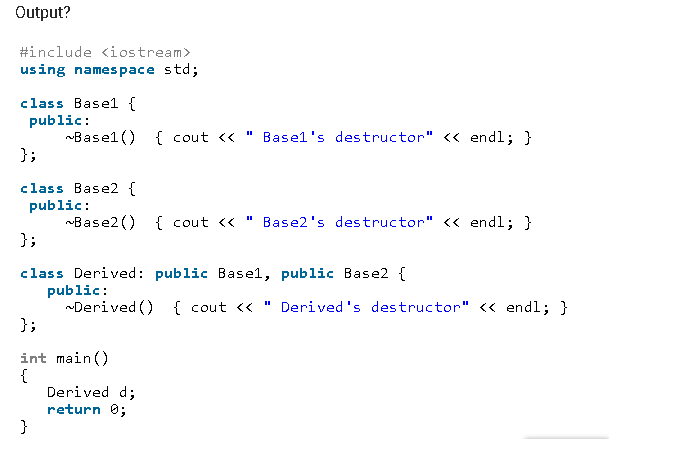 Output?
#include <iostream>
using namespace std;
class Base1 {
 public:
     ~Base1()  { cout << " Base1's destructor" << endl; }
};
class Base2 {
 public:
     ~Base2()  { cout << " Base2's destructor" << endl; }
};
class Derived: public Base1, public Base2 {
   public:
     ~Derived()  { cout << " Derived's destructor" << endl; }
};
int main()
{
   Derived d;
   return 0;
}